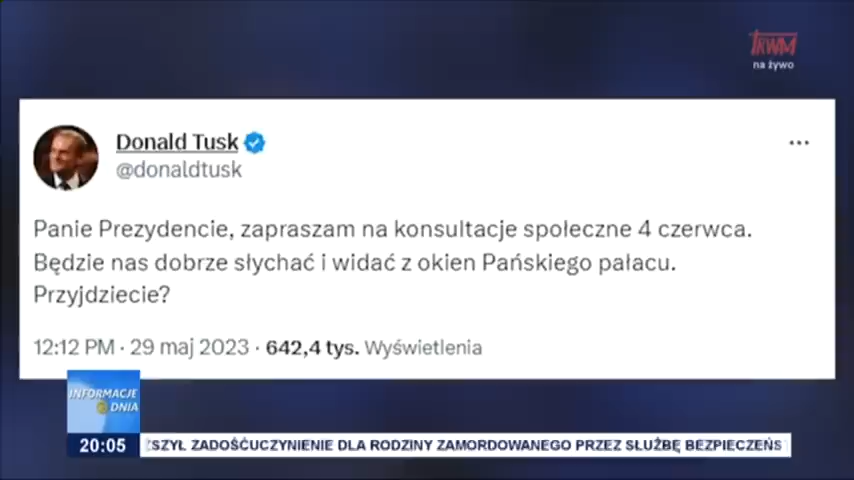 TRWM
na żywo
Donald Tusk
@donaldtusk
Panie Prezydencie, zapraszam na konsultacje społeczne 4 czerwca.
Będzie nas dobrze słychać i widać z okien Pańskiego pałacu.
Przyjdziecie?
12:12 PM · 29 maj 2023 · 642,4 tys. Wyświetlenia
INFORMACJE
DNIA
20:05 SZYŁ ZADOŚĆUCZYNIENIE DLA RODZINY ZAMORDOWANEGO PRZEZ SŁUŻBĘ BEZPIECZEŃS